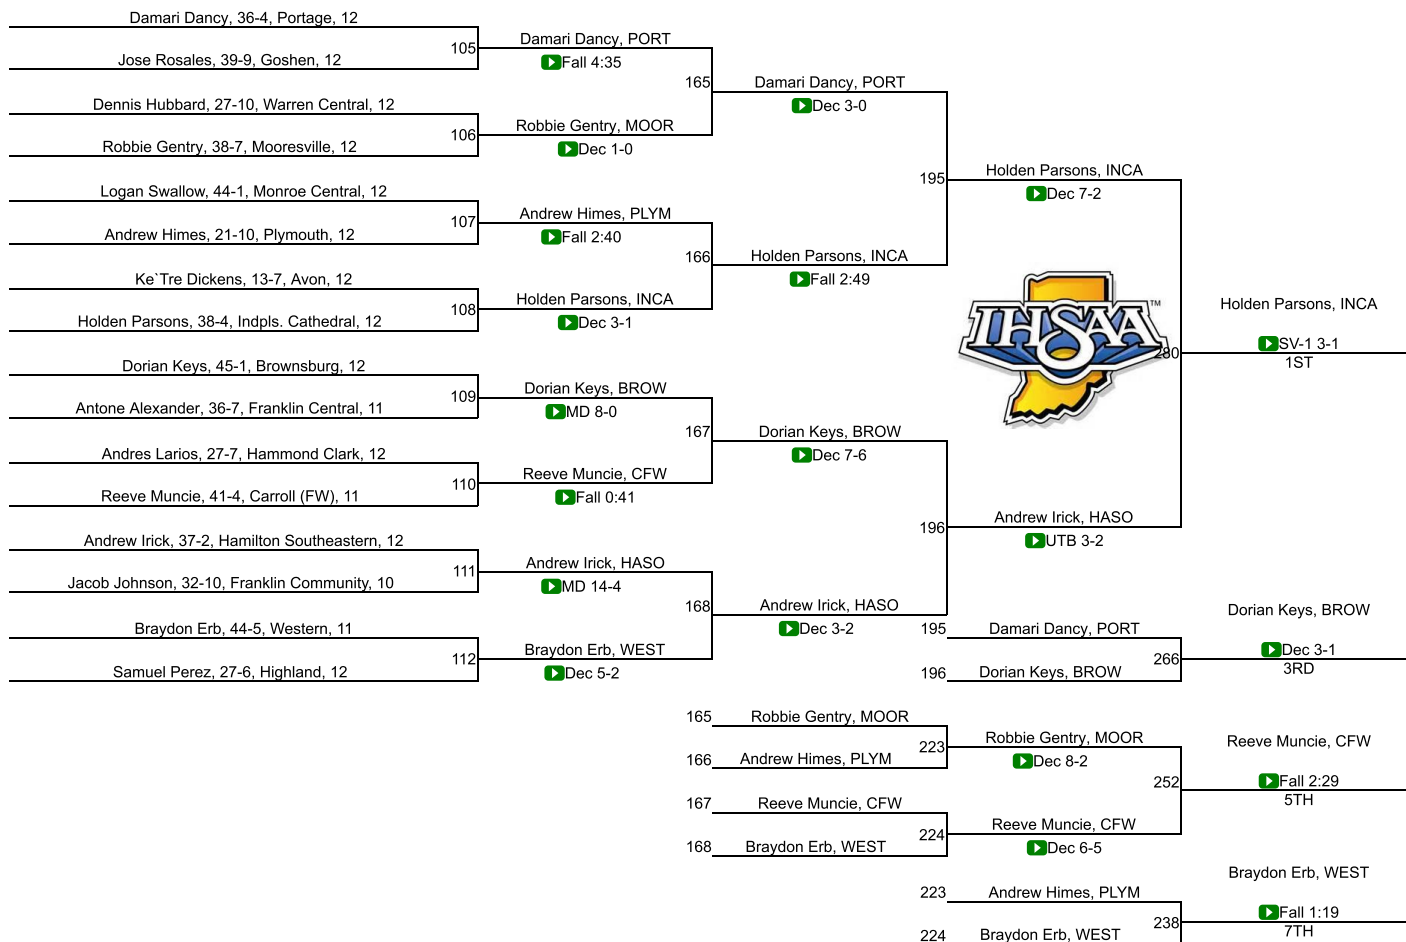 Damari Dancy, 36-4, Portage, 12
105
Jose Rosales, 39-9, Goshen, 12
Damari Dancy, PORT
Fall 4:35
165
Dennis Hubbard, 27-10, Warren Central, 12
106
Robbie Gentry, 38-7, Mooresville, 12
Robbie Gentry, MOOR
Dec 1-0
Damari Dancy, PORT
Dec 3-0
195
Logan Swallow, 44-1, Monroe Central, 12
107
Andrew Himes, 21-10, Plymouth, 12
Andrew Himes, PLYM
Fall 2:40
166
Ke`Tre Dickens, 13-7, Avon, 12
108
Holden Parsons, 38-4, Indpls. Cathedral, 12
Holden Parsons, INCA
Dec 3-1
Holden Parsons, INCA
Fall 2:49
Holden Parsons, INCA
Dec 7-2
IHSAA
TM
280
Holden Parsons, INCA
SV-1 3-1
1ST
Dorian Keys, 45-1, Brownsburg, 12
109
Antone Alexander, 36-7, Franklin Central, 11
Dorian Keys, BROW
MD 8-0
167
Andres Larios, 27-7, Hammond Clark, 12
110
Reeve Muncie, 41-4, Carroll (FW), 11
Reeve Muncie, CFW
Fall 0:41
Dorian Keys, BROW
Dec 7-6
196
Andrew Irick, 37-2, Hamilton Southeastern, 12
111
Jacob Johnson, 32-10, Franklin Community, 10
Andrew Irick, HASO
MD 14-4
168
Braydon Erb, 44-5, Western, 11
112
Samuel Perez, 27-6, Highland, 12
Braydon Erb, WEST
Dec 5-2
Andrew Irick, HASO
Dec 3-2
Andrew Irick, HASO
UTB 3-2
195
Damari Dancy, PORT
266
196
Dorian Keys, BROW
Dorian Keys, BROW
Dec 3-1
3RD
165
Robbie Gentry, MOOR
223
166
Andrew Himes, PLYM
Robbie Gentry, MOOR
Dec 8-2
252
167
Reeve Muncie, CFW
224
168
Braydon Erb, WEST
Reeve Muncie, CFW
Dec 6-5
Reeve Muncie, CFW
Fall 2:29
5TH
223
Andrew Himes, PLYM
238
224
Braydon Erb, WEST
Braydon Erb, WEST
Fall 1:19
7TH